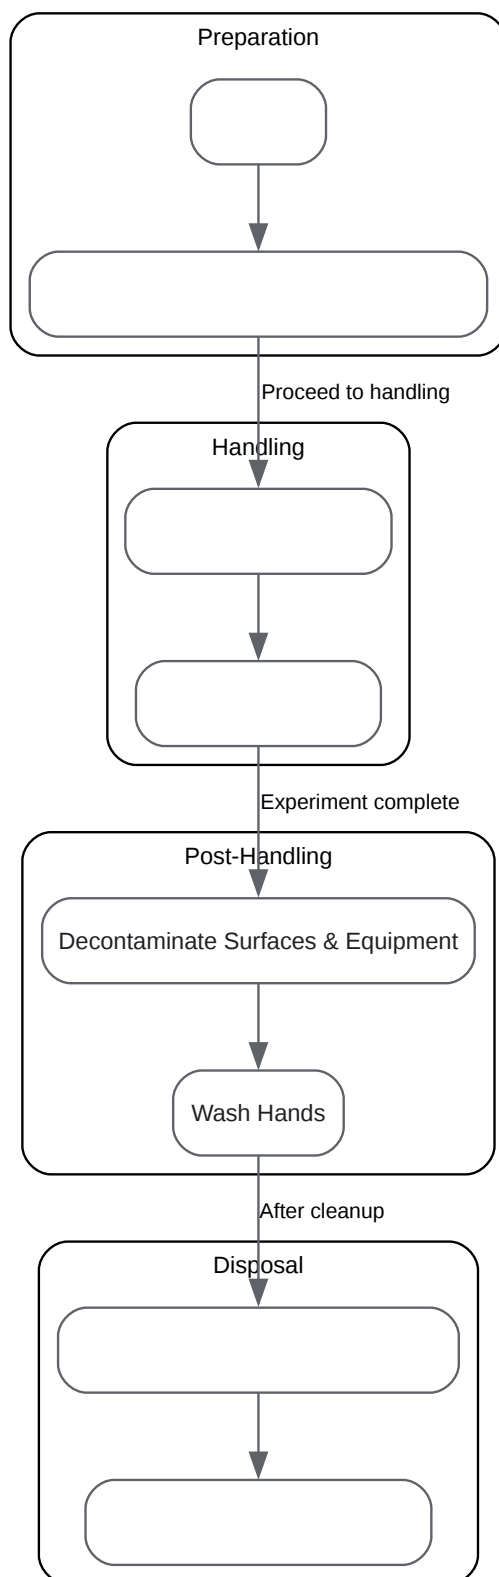 Preparation
Proceed to handling
Handling
Experiment complete
Post-Handling
Decontaminate Surfaces & Equipment
Wash Hands
After cleanup
Disposal